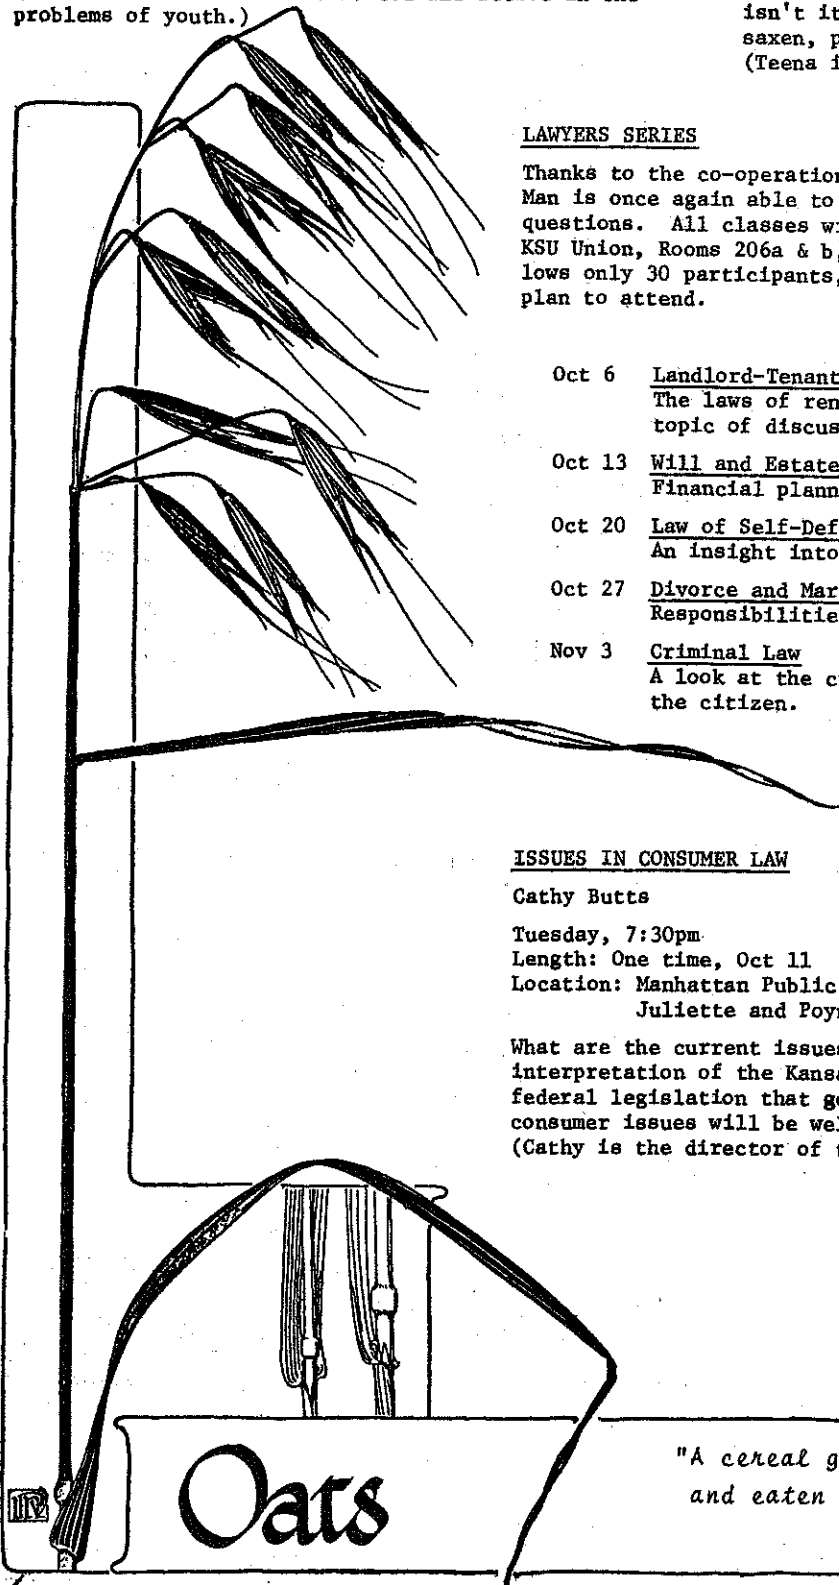 problems of youth.)
isn't it
saxen, p
(Teena i
LAWYERS SERIES
Thanks to the co-operation
Man is once again able to
questions. All classes wi
KSU Union, Rooms 206a & b,
lows only 30 participants,
plan to attend.
Oct 6 Landlord-Tenant
The laws of ren
topic of discus
Oct 13 Will and Estate
Financial plann
Oct 20 Law of Self-Def
An insight into
Oct 27 Divorce and Mar
Responsibilitie
Nov 3 Criminal Law
A look at the c
the citizen.
ISSUES IN CONSUMER LAW
Cathy Butts
Tuesday, 7:30pm
Length: One time, Oct 11
Location: Manhattan Public
Juliette and Poyn
What are the current issues
interpretation of the Kansa
federal legislation that go
consumer issues will be wel
(Cathy is the director of t
Oats
"A cereal g
and eaten